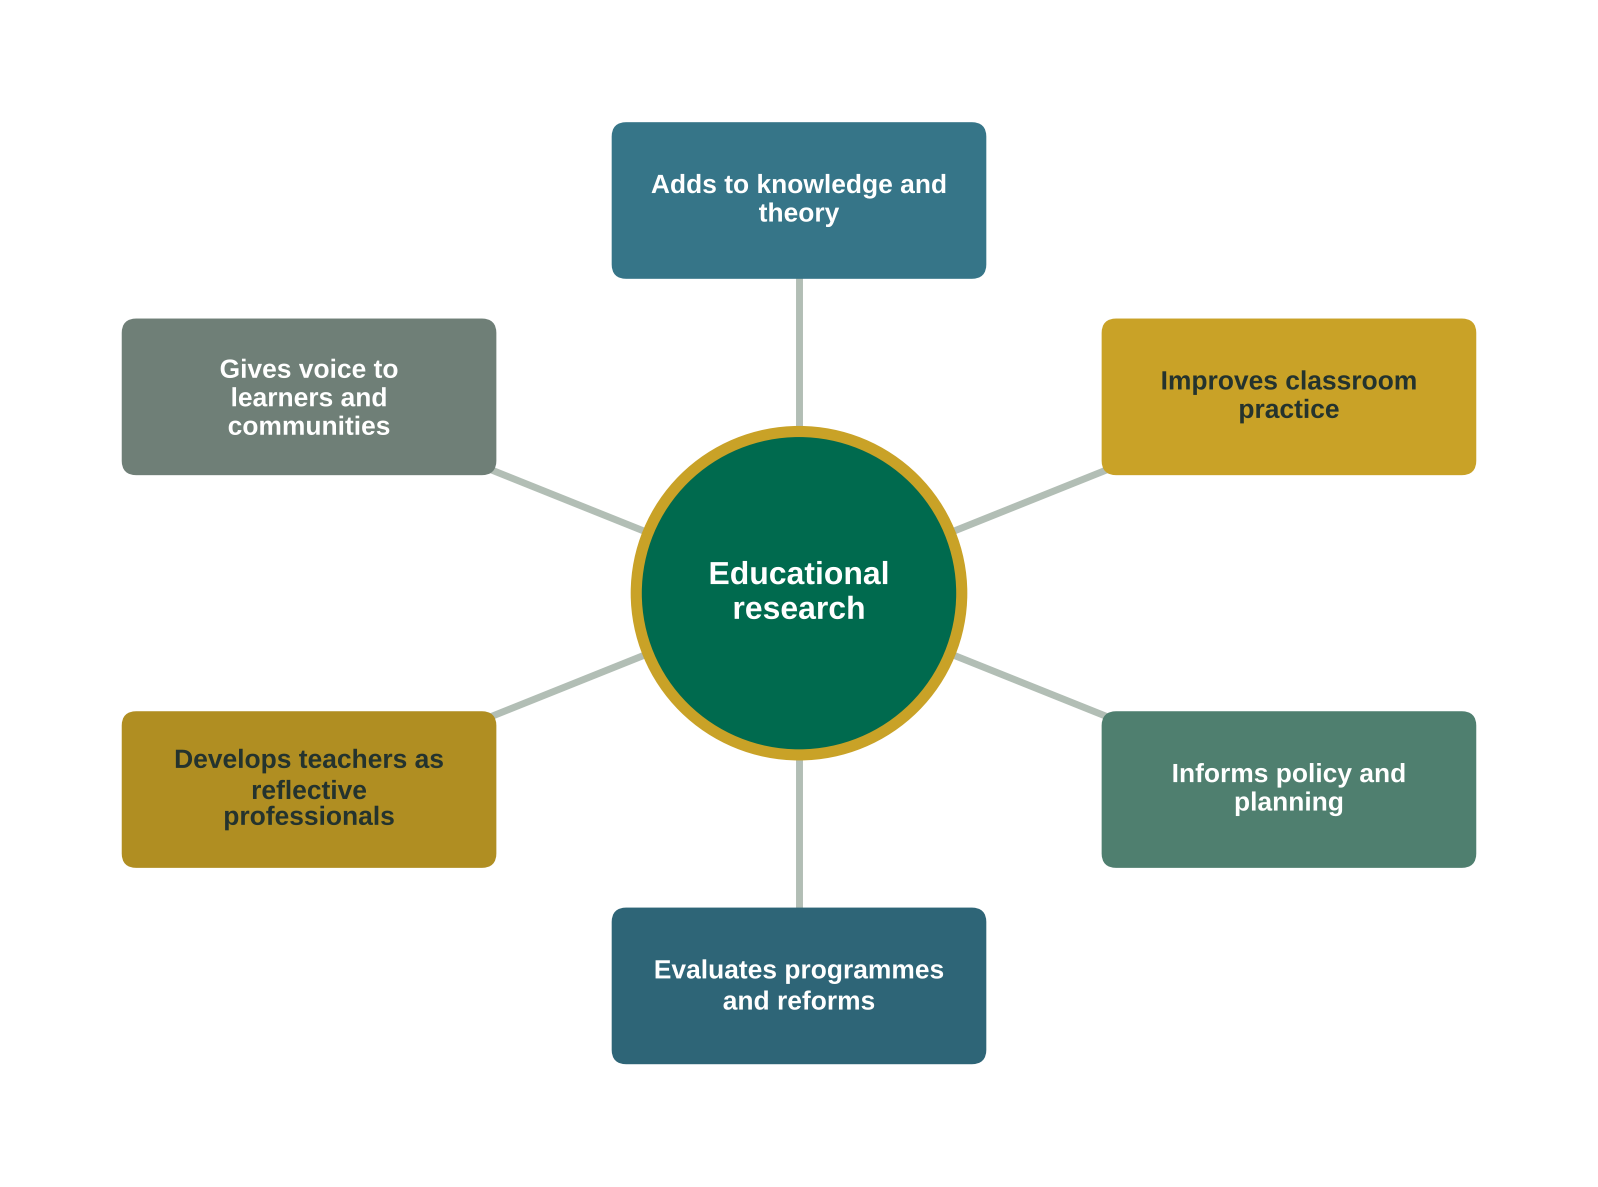 Adds to knowledge and
theory
Gives voice to
learners and
communities
Improves classroom
practice
Educational
research
Develops teachers as
reflective
professionals
Informs policy and
planning
Evaluates programmes
and reforms